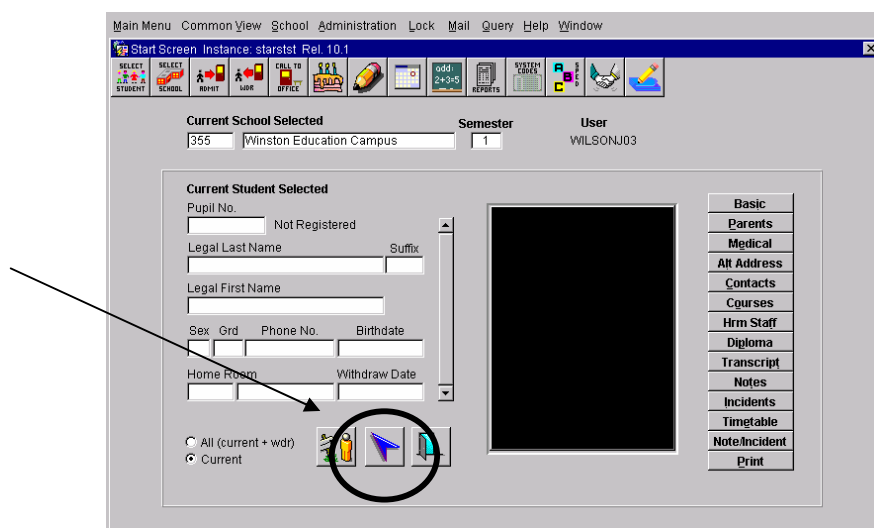 Main Menu Common View School Administration Lock Mail Query Help Window
Start Screen Instance: starstst Rel. 10.1
SELECT STUDENT SELECT SCHOOL ADMIT WDR CALL TO OFFICE add: 2+3=5 REPORTS SYSTEM CODES A B C SPED
Current School Selected Semester User
355 Winston Education Campus 1 WILSONJ03
Current Student Selected
Pupil No.
Not Registered
Legal Last Name Suffix
Legal First Name
Sex Grd Phone No. Birthdate
Home Room Withdraw Date
All (current + wdr)
Current
Basic
Parents
Medical
Alt Address
Contacts
Courses
Hrm Staff
Diploma
Transcript
Notes
Incidents
Timetable
Note/Incident
Print